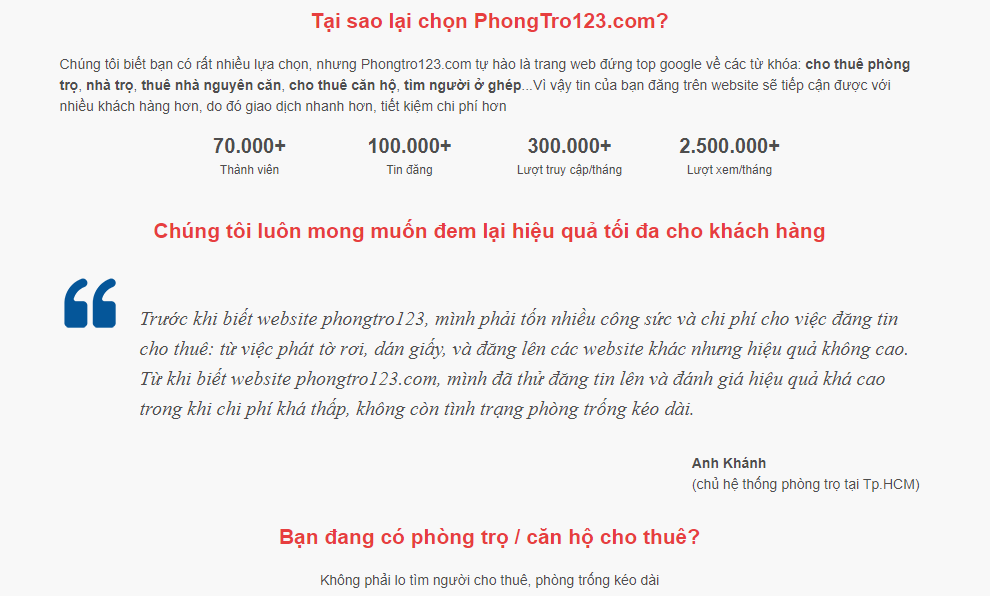 Tại sao lại chọn PhongTro123.com?
Chúng tôi biết bạn có rất nhiều lựa chọn, nhưng Phongtro123.com tự hào là trang web đứng top google về các từ khóa: cho thuê phòng
trọ, nhà trọ, thuê nhà nguyên căn, cho thuê căn hộ, tìm người ở ghép...Vì vậy tin của bạn đăng trên website sẽ tiếp cận được với
nhiều khách hàng hơn, do đó giao dịch nhanh hơn, tiết kiệm chi phí hơn
70.000+ 100.000+ 300.000+ 2.500.000+
Thành viên Tin đăng Lượt truy cập/tháng Lượt xem/tháng
Chúng tôi luôn mong muốn đem lại hiệu quả tối đa cho khách hàng
Trước khi biết website phongtro123, mình phải tốn nhiều công sức và chi phí cho việc đăng tin
cho thuê: từ việc phát tờ rơi, dán giấy, và đăng lên các website khác nhưng hiệu quả không cao.
Từ khi biết website phongtro123.com, mình đã thử đăng tin lên và đánh giá hiệu quả khá cao
trong khi chi phí khá thấp, không còn tình trạng phòng trống kéo dài.
Anh Khánh
(chủ hệ thống phòng trọ tại Tp.HCM)
Bạn đang có phòng trọ / căn hộ cho thuê?
Không phải lo tìm người cho thuê, phòng trống kéo dài